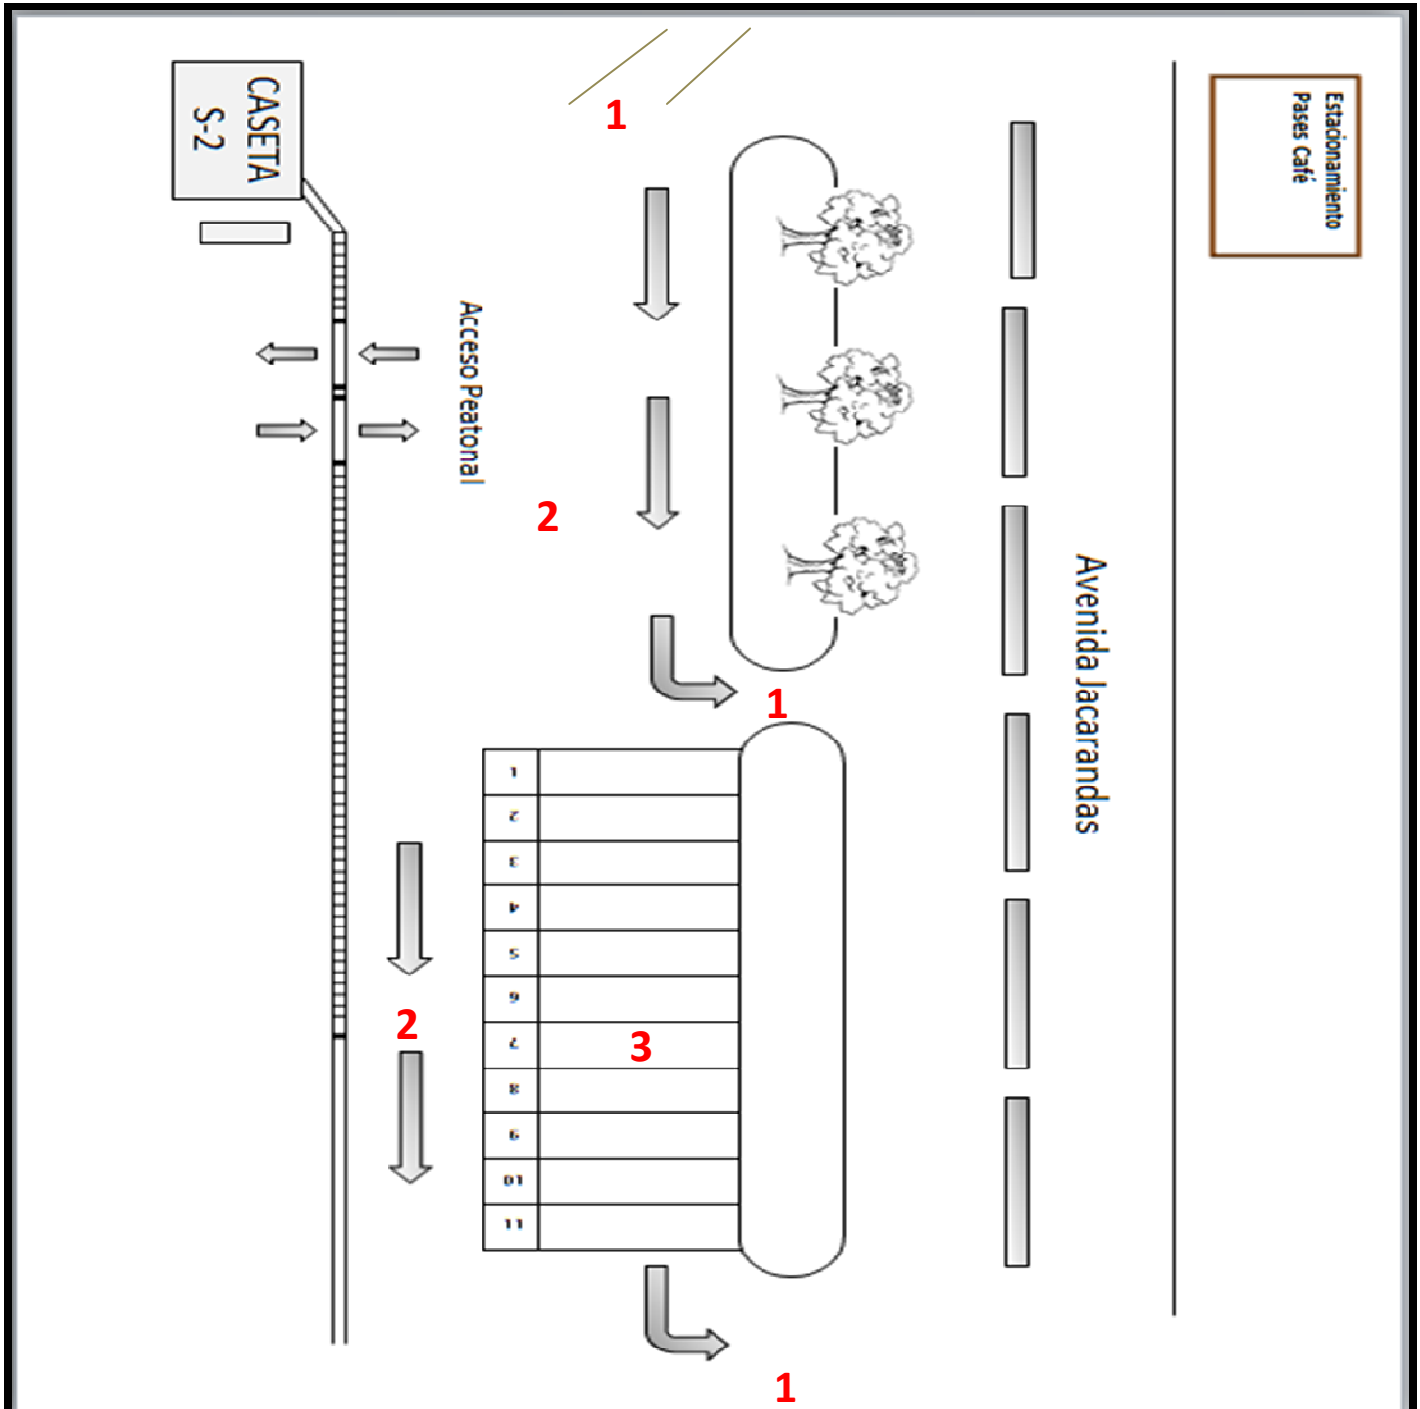 CASETA
S-2
Estacionamiento
Pases Café
1
Acceso Peatonal
2
Avenida Jacarandas
1
1
2
3
4
5
6
7
8
9
10
11
2
3
1